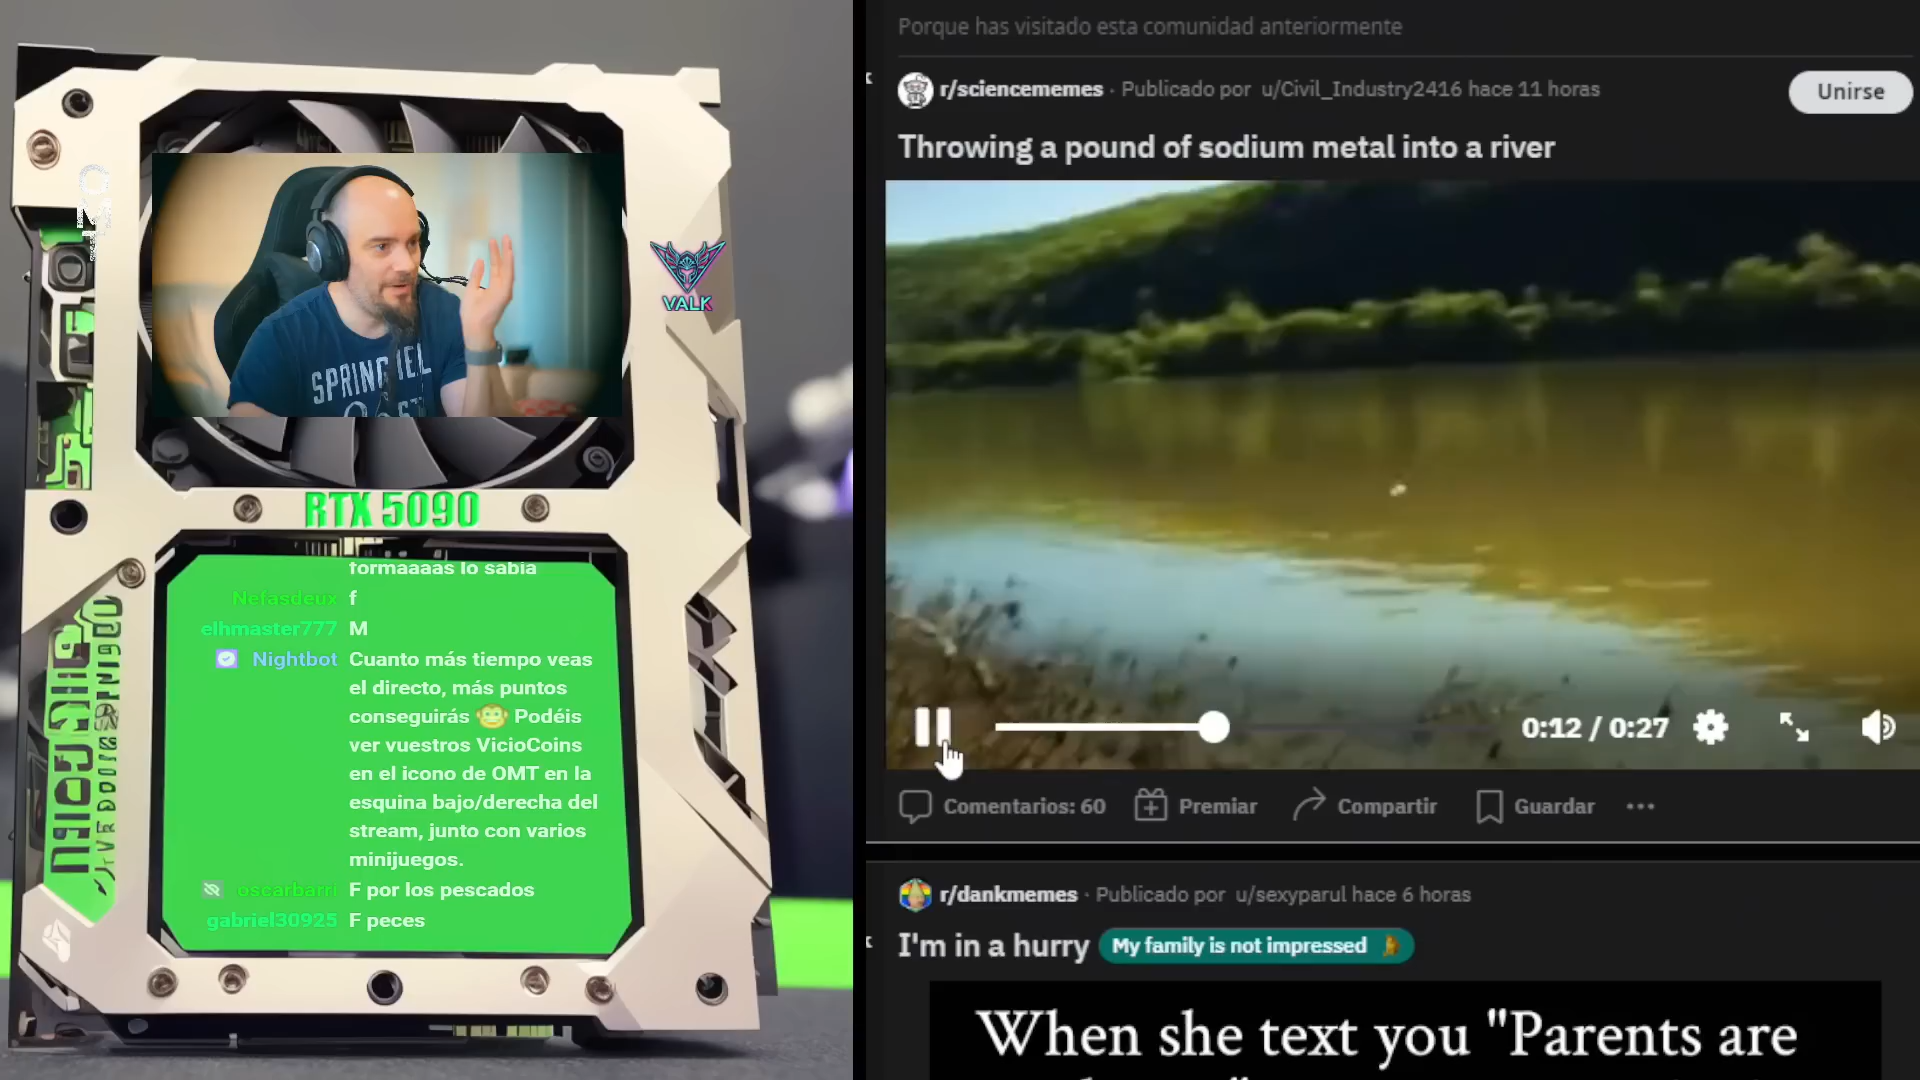 Porque has visitado esta comunidad anteriormente
r/sciencememes · Publicado por u/Civil_Industry2416 hace 11 horas
Unirse
Throwing a pound of sodium metal into a river
VALK
SPRING
RTX 5090
formaaaas lo sabia
Nefasdeux f
elhmaster777 M
Nightbot Cuanto más tiempo veas
el directo, más puntos
conseguirás 🐵 Podéis
ver vuestros VicioCoins
en el icono de OMT en la
esquina bajo/derecha del
stream, junto con varios
minijuegos.
oscarbarri F por los pescados
gabriel30925 F peces
0:12 / 0:27
Comentarios: 60 Premiar Compartir Guardar ...
r/dankmemes · Publicado por u/sexyparul hace 6 horas
I'm in a hurry My family is not impressed
When she text you "Parents are